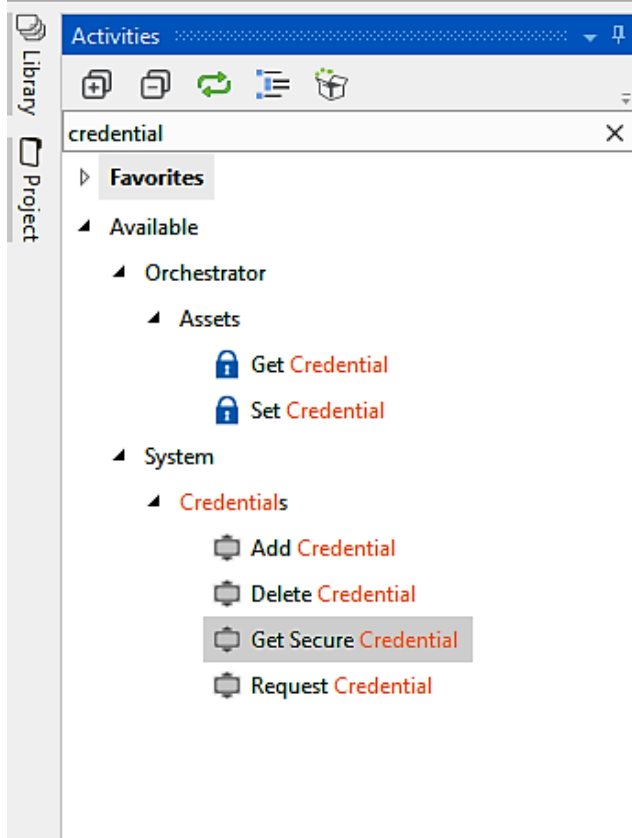 Library
Project
Activities
credential
Favorites
Available
Orchestrator
Assets
Get Credential
Set Credential
System
Credentials
Add Credential
Delete Credential
Get Secure Credential
Request Credential